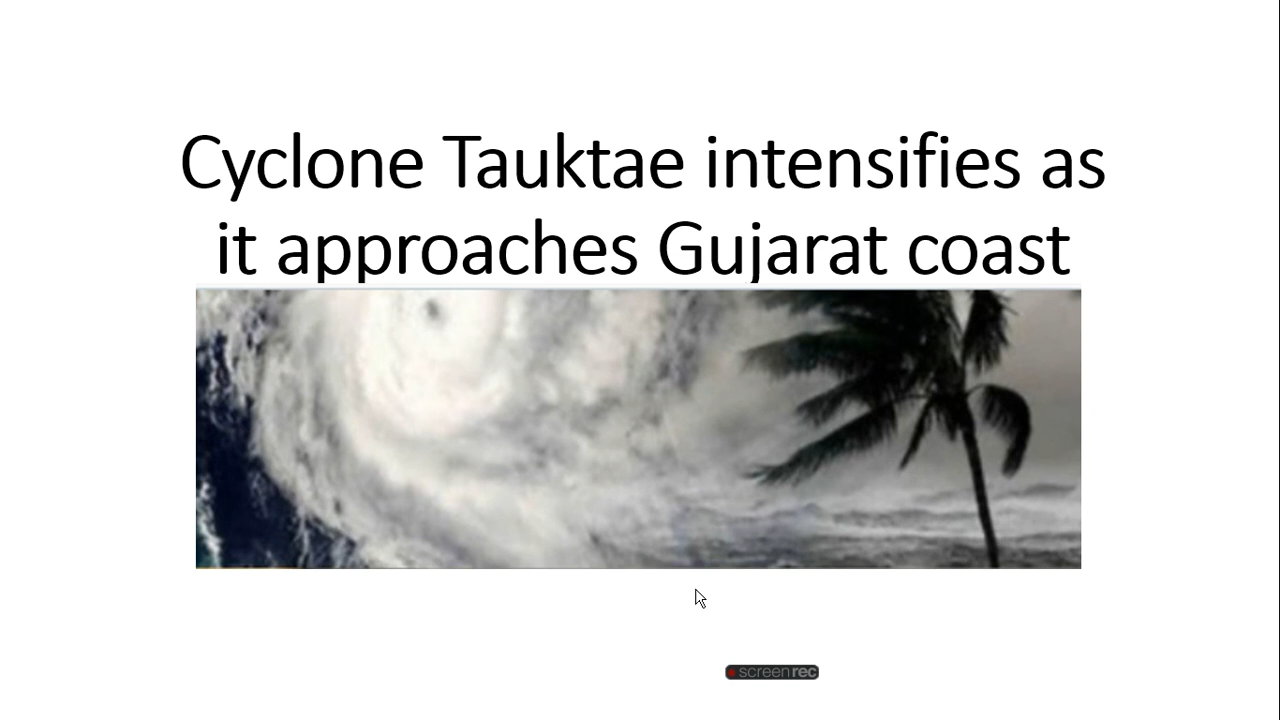 Cyclone Tauktae intensifies as
it approaches Gujarat coast
screenrec